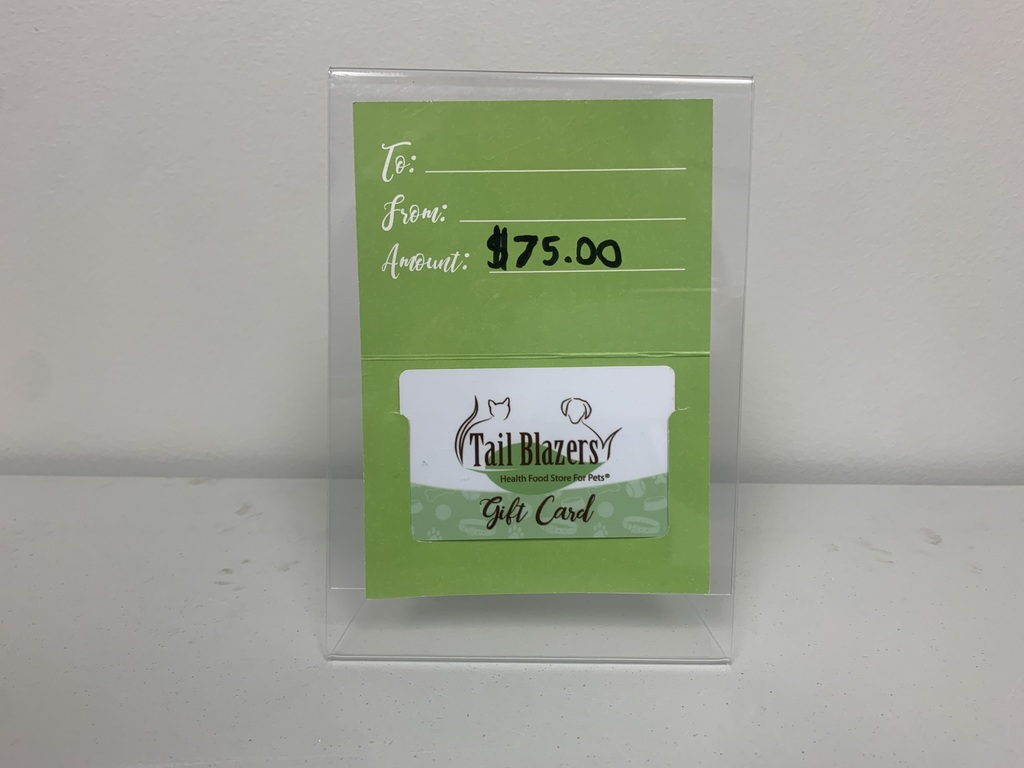 To:
From:
Amount: $75.00
Tail Blazers
Health Food Store For Pets®
Gift Card